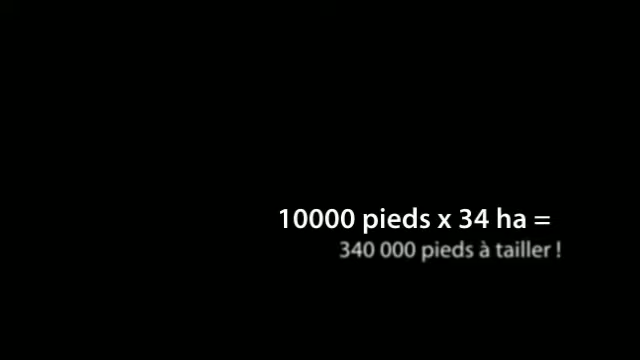 10000 pieds x 34 ha =
340 000 pieds à tailler !